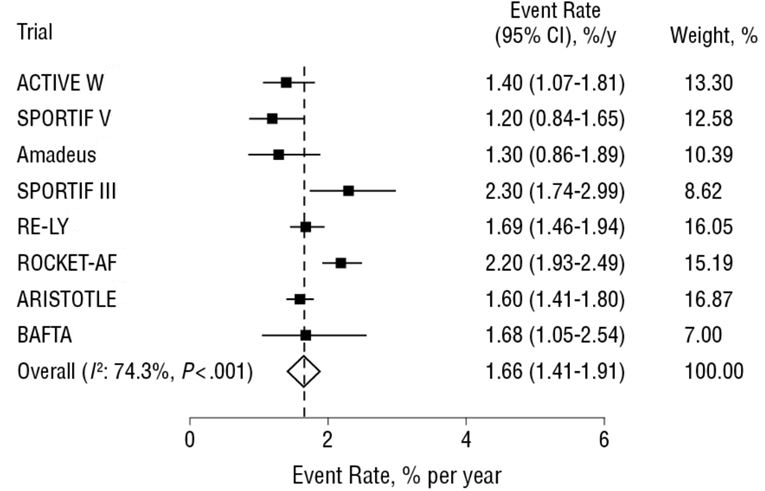 Trial Event Rate (95% CI), %/y Weight, %
ACTIVE W 1.40 (1.07-1.81) 13.30
SPORTIF V 1.20 (0.84-1.65) 12.58
Amadeus 1.30 (0.86-1.89) 10.39
SPORTIF III 2.30 (1.74-2.99) 8.62
RE-LY 1.69 (1.46-1.94) 16.05
ROCKET-AF 2.20 (1.93-2.49) 15.19
ARISTOTLE 1.60 (1.41-1.80) 16.87
BAFTA 1.68 (1.05-2.54) 7.00
Overall (I²: 74.3%, P<.001) 1.66 (1.41-1.91) 100.00
0 2 4 6
Event Rate, % per year